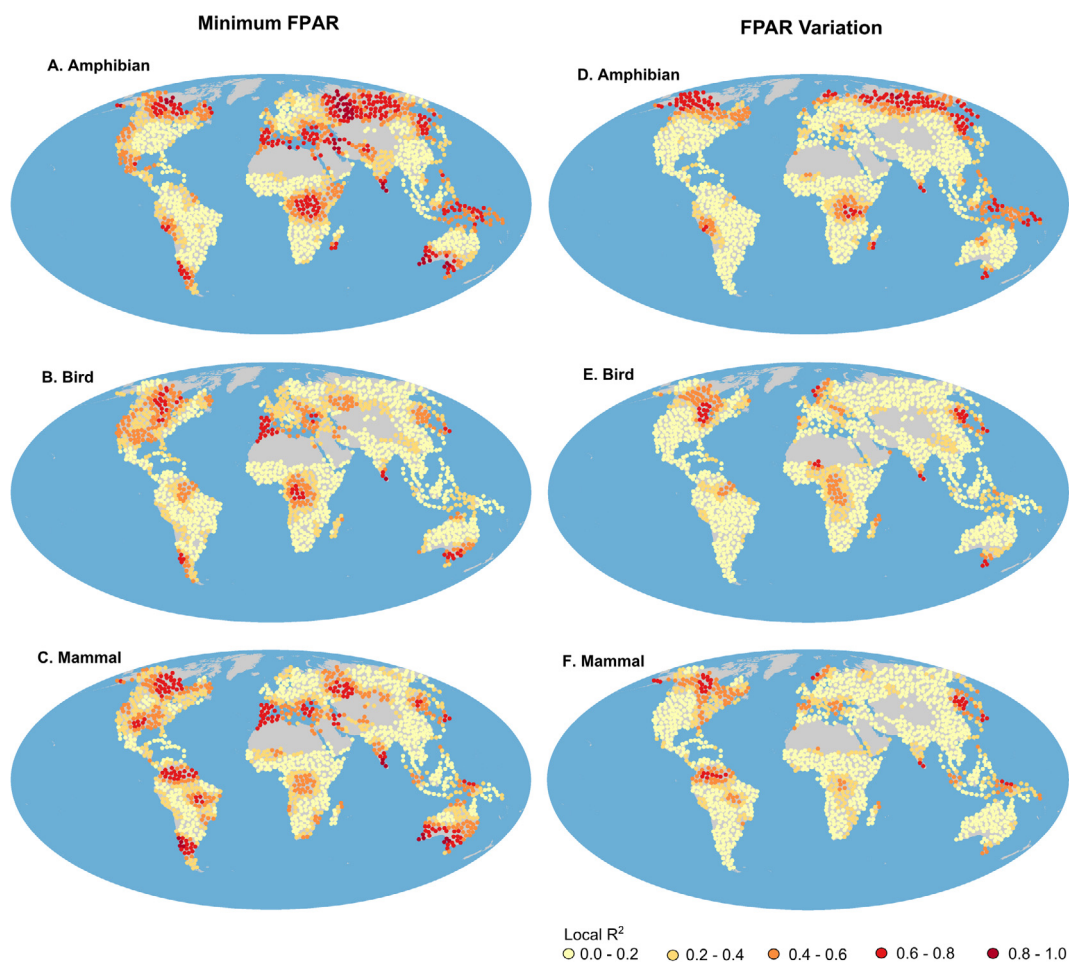 Minimum FPAR
FPAR Variation
A. Amphibian
D. Amphibian
B. Bird
E. Bird
C. Mammal
F. Mammal
Local R²
0.0 - 0.2
0.2 - 0.4
0.4 - 0.6
0.6 - 0.8
0.8 - 1.0